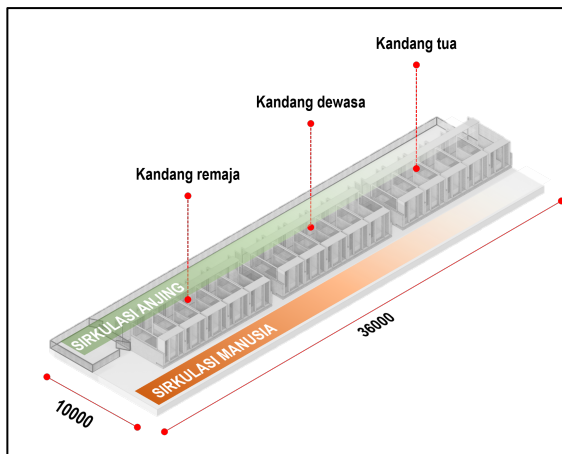 Kandang tua
Kandang dewasa
Kandang remaja
SIRKULASI ANJING
SIRKULASI MANUSIA
36000
10000